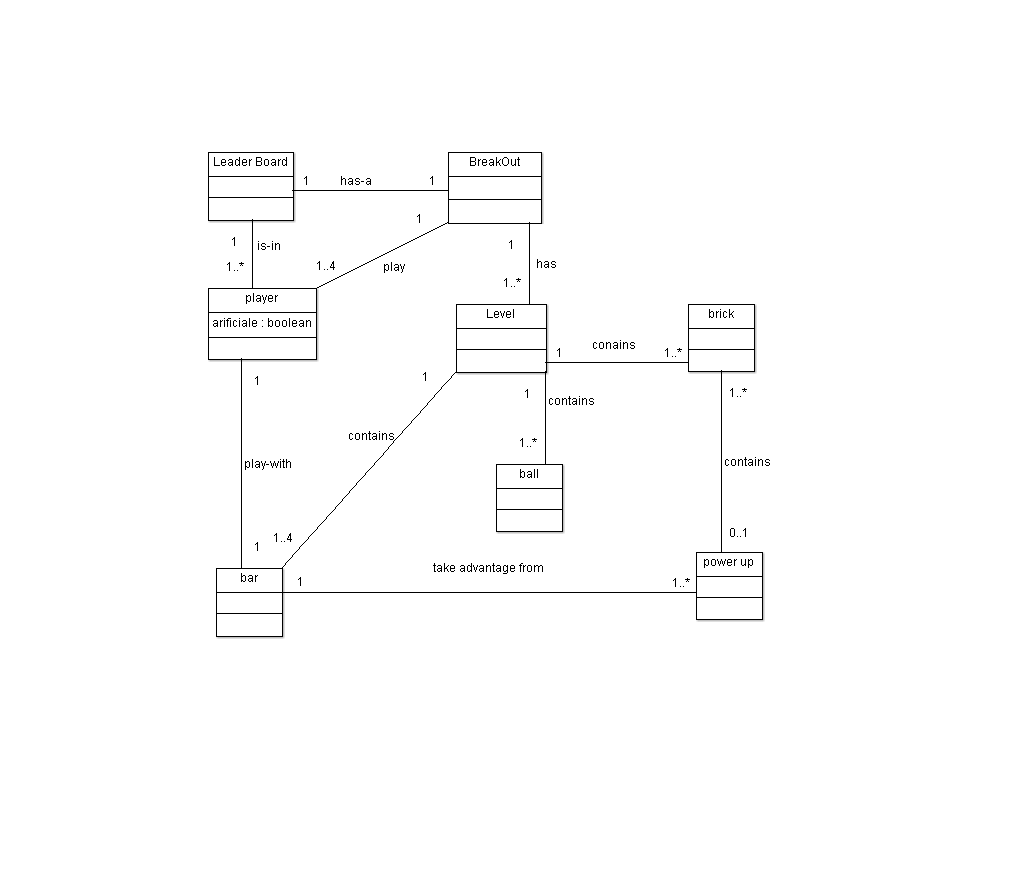 Leader Board
BreakOut
1
has-a
1
1
1
is-in
1
1..*
1..4
play
has
1..*
player
arificiale : boolean
Level
brick
1
conains
1..*
1
1
1
contains
1..*
contains
1..*
play-with
contains
ball
1
1..4
0..1
bar
1
take advantage from
1..*
power up